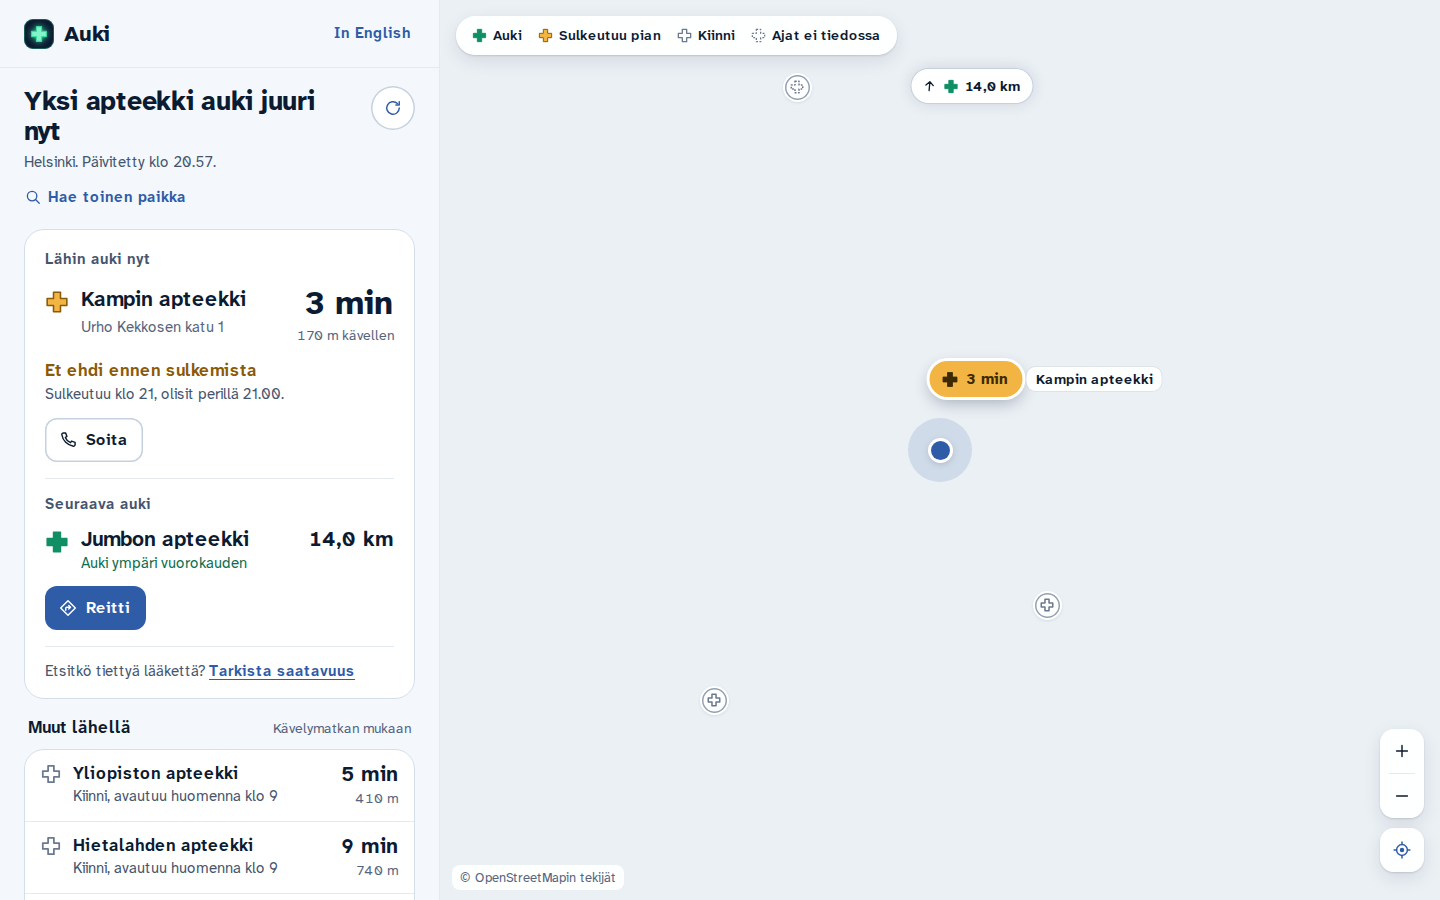 Auki
In English
Yksi apteekki auki juuri
nyt
Helsinki. Päivitetty klo 20.57.
Hae toinen paikka
Lähin auki nyt
Kampin apteekki
3 min
Urho Kekkosen katu 1
170 m kävellen
Et ehdi ennen sulkemista
Sulkeutuu klo 21, olisit perillä 21.00.
Soita
Seuraava auki
Jumbon apteekki
14,0 km
Auki ympäri vuorokauden
Reitti
Etsitkö tiettyä lääkettä? Tarkista saatavuus
Muut lähellä
Kävelymatkan mukaan
Yliopiston apteekki
5 min
Kiinni, avautuu huomenna klo 9
410 m
Hietalahden apteekki
9 min
Kiinni, avautuu huomenna klo 9
740 m
Auki
Sulkeutuu pian
Kiinni
Ajat ei tiedossa
14,0 km
3 min
Kampin apteekki
+
−
© OpenStreetMapin tekijät